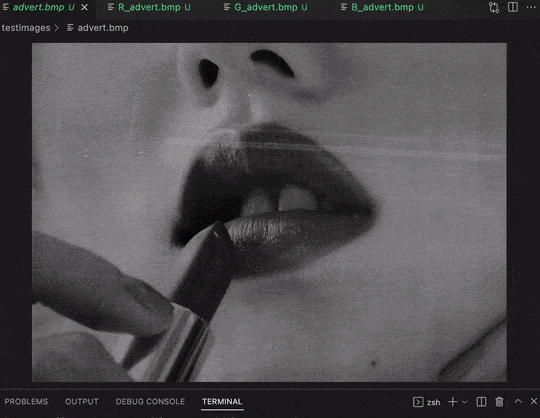 advert.bmp U
R_advert.bmp U
G_advert.bmp U
B_advert.bmp U
testimages > advert.bmp
PROBLEMS OUTPUT DEBUG CONSOLE TERMINAL zsh